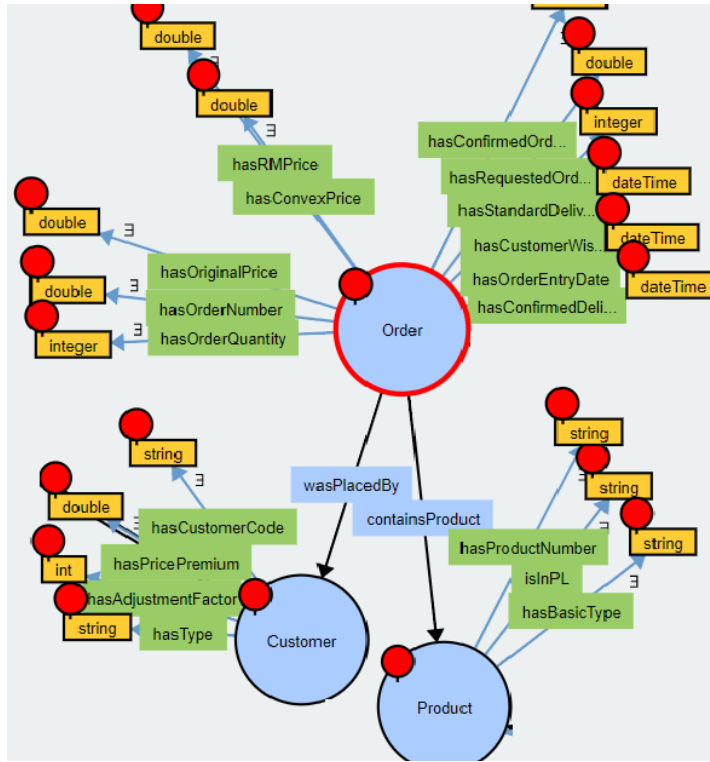 double
double
double
integer
hasRIMPrice
hasConvexPrice
hasConfirmedOrd...
hasRequestedOrd...
dateTime
hasStandardDeliv...
double
hasCustomerWis...
dateTime
hasOriginalPrice
hasOrderEntryDate
dateTime
double
hasOrderNumber
hasConfirmedDeli...
Order
integer
hasOrderQuantity
string
string
wasPlacedBy
string
double
containsProduct
hasCustomerCode
string
hasProductNumber
hasPricePremium
int
isInPL
hasAdjustmentFactor
hasBasicType
string
hasType
Customer
Product